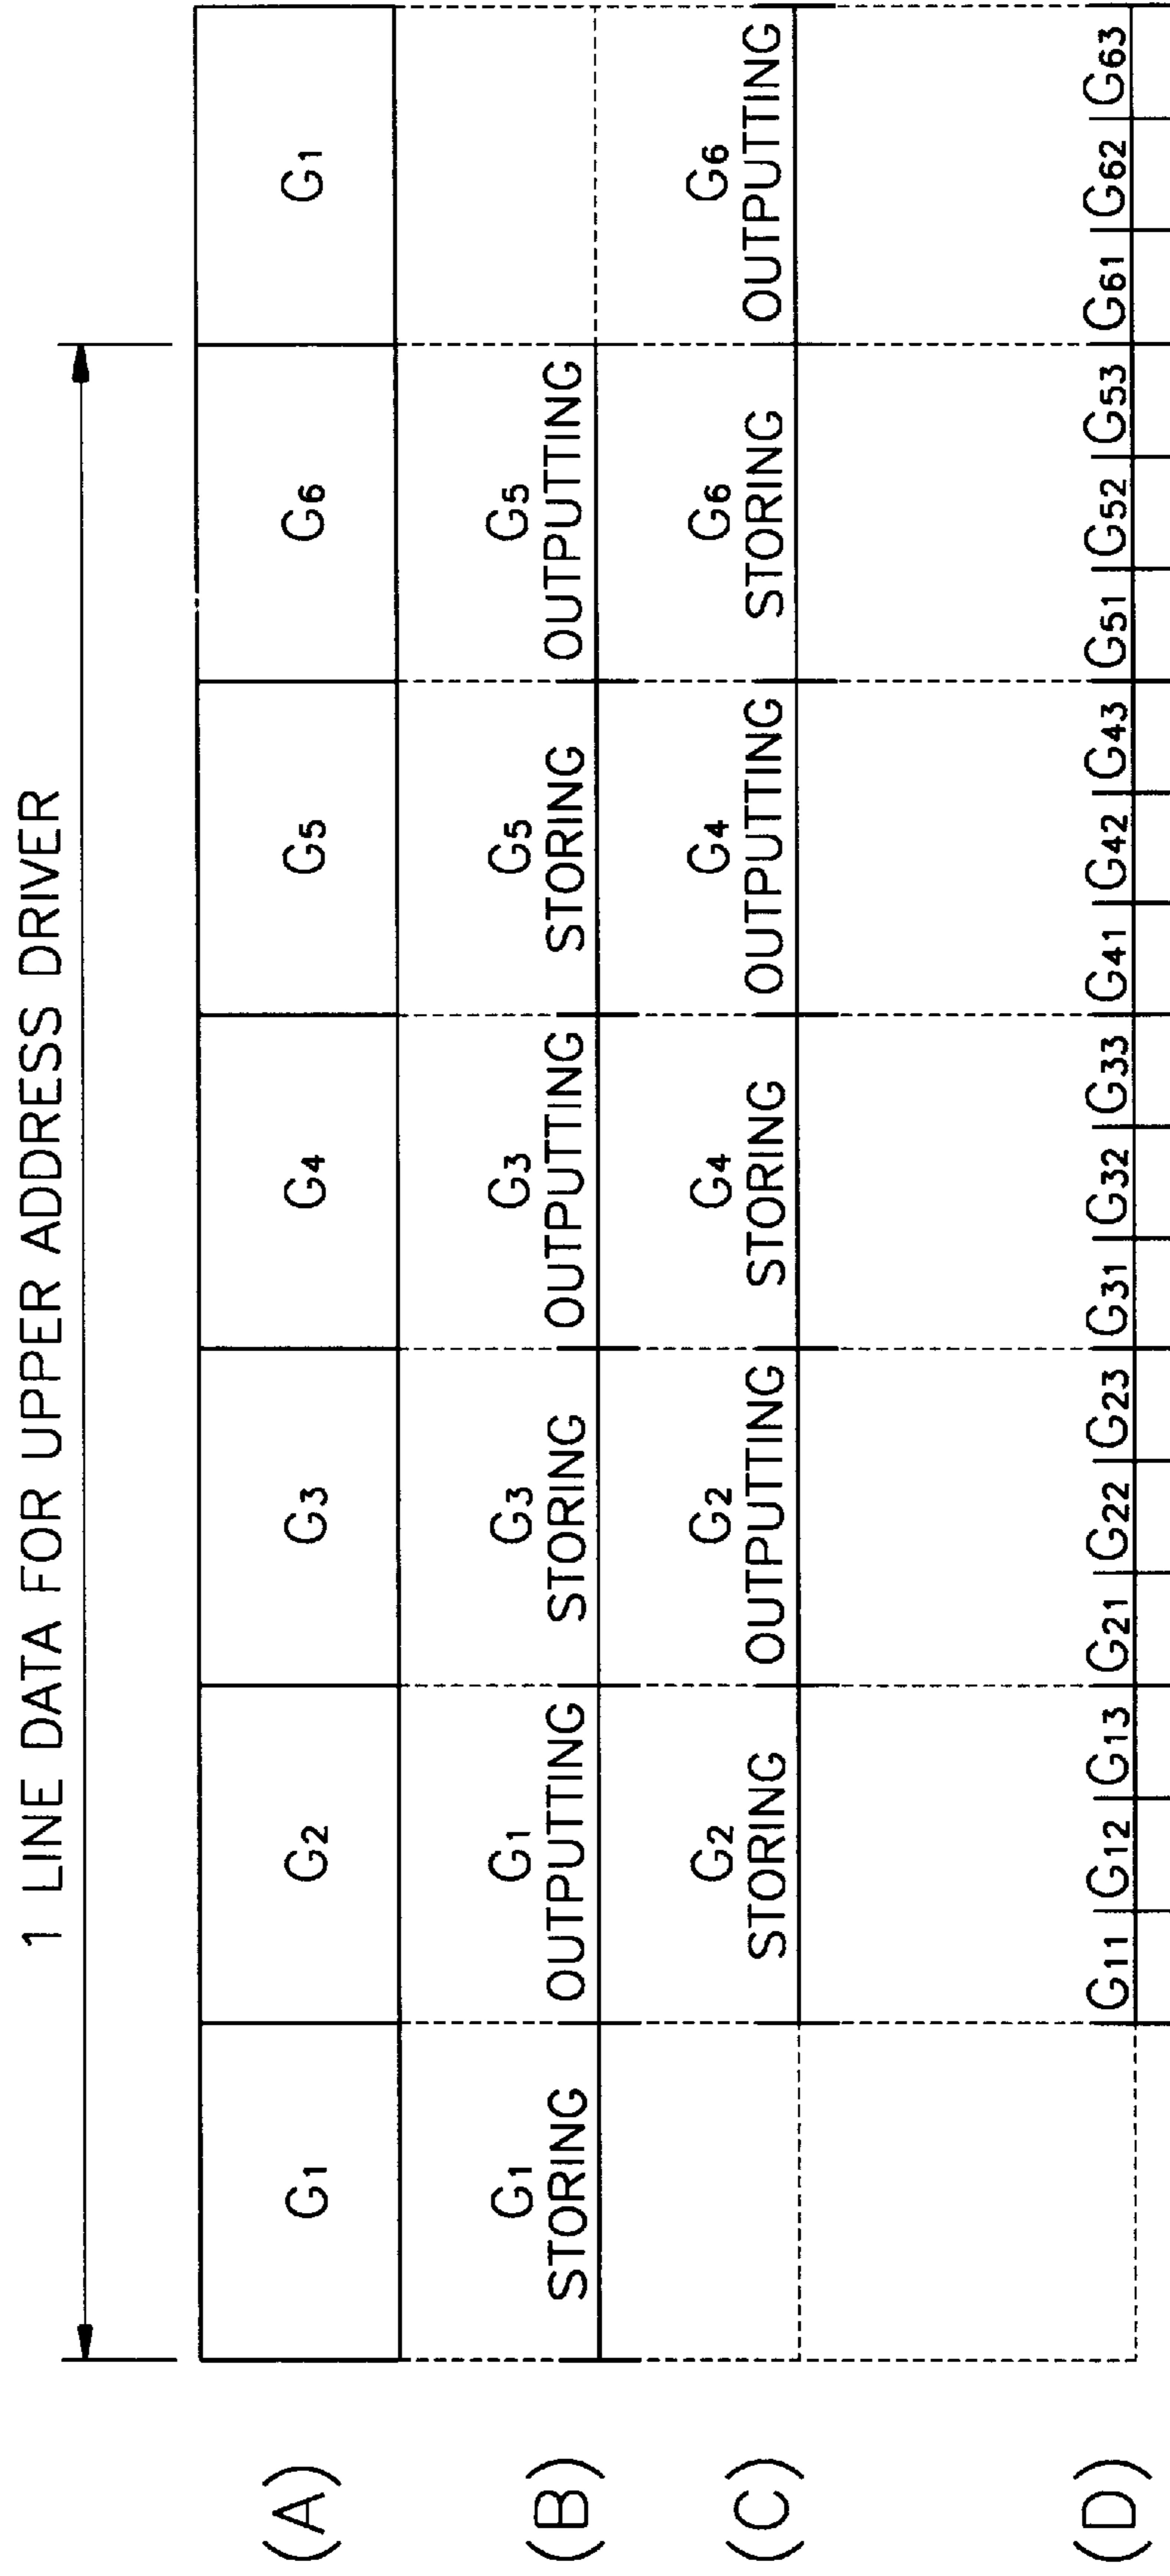 1 LINE DATA FOR UPPER ADDRESS DRIVER
(A) G1 G2 G3 G4 G5 G6 G1
(B) G1 G1 G3 G3 G5 G5
STORING OUTPUTTING STORING OUTPUTTING STORING OUTPUTTING
(C) G2 G2 G4 G4 G6 G6
STORING OUTPUTTING STORING OUTPUTTING STORING OUTPUTTING
(D) G11 G12 G13 G21 G22 G23 G31 G32 G33 G41 G42 G43 G51 G52 G53 G61 G62 G63